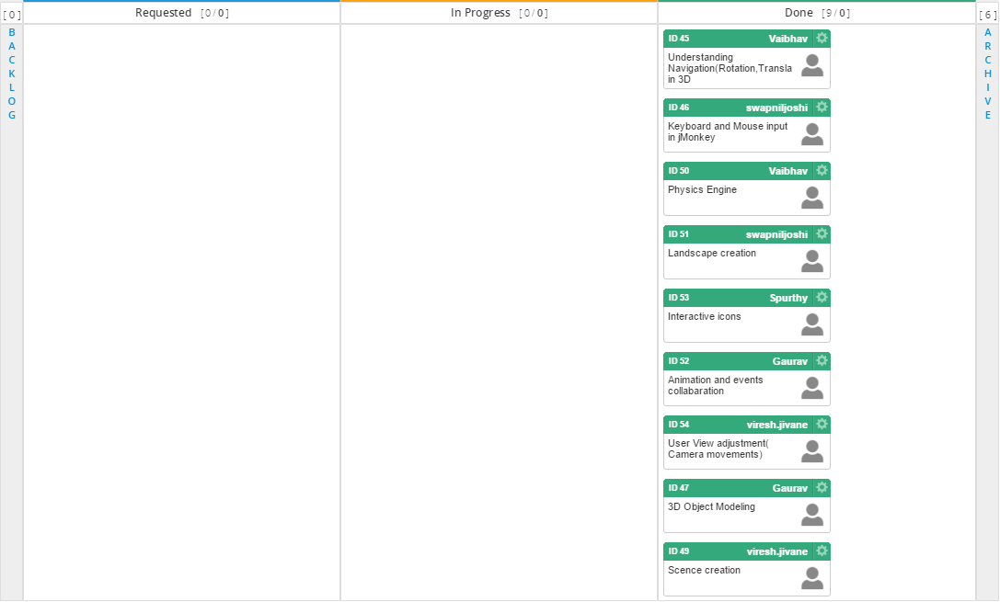 [0]
Requested [0/0]
In Progress [0/0]
Done [9/0]
[6]
B
A
C
K
L
O
G
ID 45 Vaibhav
Understanding
Navigation(Rotation,Transla
in 3D
ID 46 swapniljoshi
Keyboard and Mouse input
in jMonkey
ID 50 Vaibhav
Physics Engine
ID 51 swapniljoshi
Landscape creation
ID 53 Spurthy
Interactive icons
ID 52 Gaurav
Animation and events
collabaration
ID 54 viresh.jivane
User View adjustment(
Camera movements)
ID 47 Gaurav
3D Object Modeling
ID 49 viresh.jivane
Scence creation
A
R
C
H
I
V
E